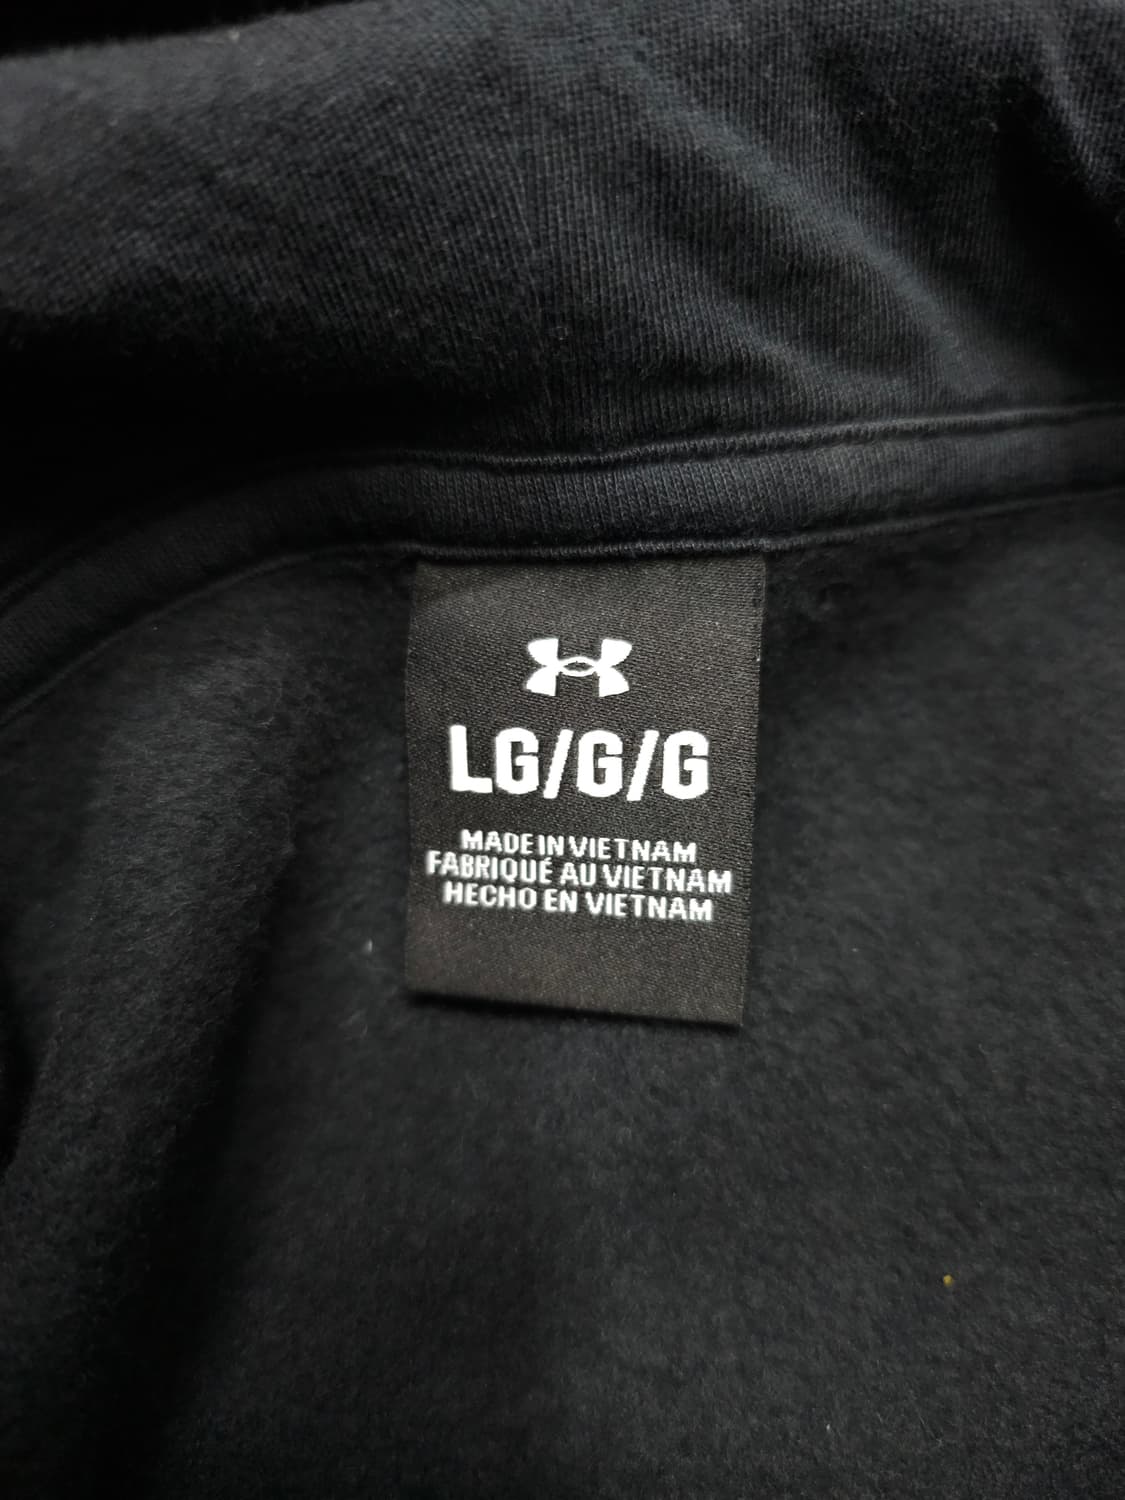 LG/G/G
MADE IN VIETNAM
FABRIQUÉ AU VIETNAM
HECHO EN VIETNAM